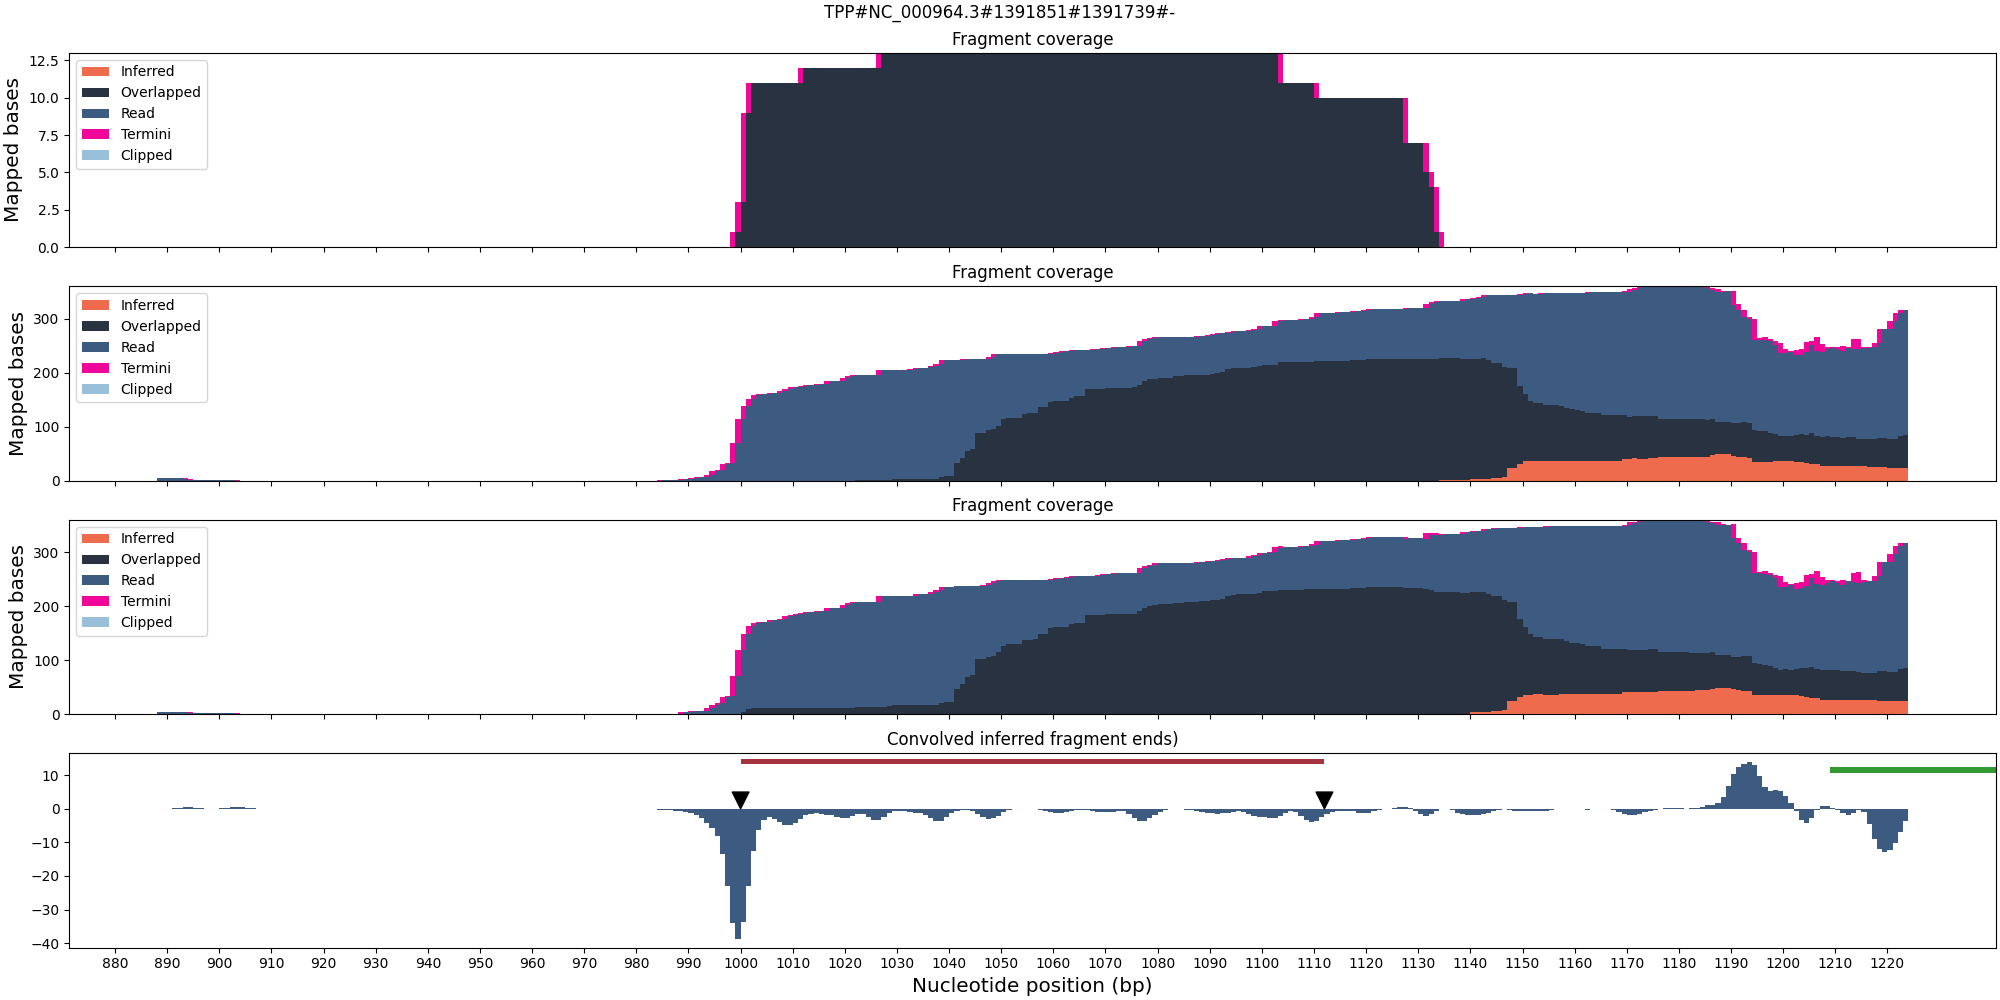 TPP#NC_000964.3#1391851#1391739#-
Fragment coverage
Mapped bases
12.5
10.0
7.5
5.0
2.5
0.0
Inferred
Overlapped
Read
Termini
Clipped
Fragment coverage
Mapped bases
300
200
100
0
Inferred
Overlapped
Read
Termini
Clipped
Fragment coverage
Mapped bases
300
200
100
0
Inferred
Overlapped
Read
Termini
Clipped
Convolved inferred fragment ends)
10
0
−10
−20
−30
−40
880 890 900 910 920 930 940 950 960 970 980 990 1000 1010 1020 1030 1040 1050 1060 1070 1080 1090 1100 1110 1120 1130 1140 1150 1160 1170 1180 1190 1200 1210 1220
Nucleotide position (bp)